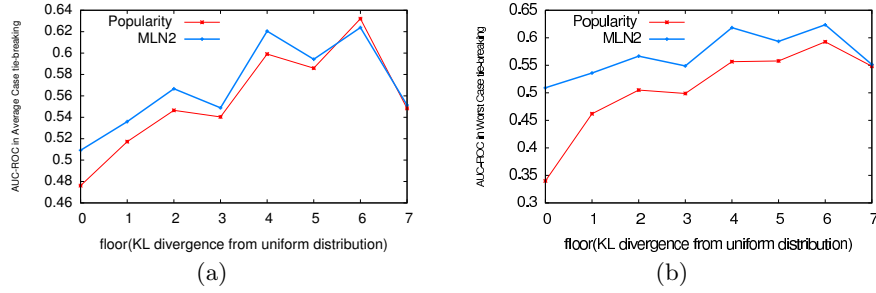 Popularity
MLN2
AUC-ROC in Average Case tie-breaking
0.64
0.62
0.6
0.58
0.56
0.54
0.52
0.5
0.48
0.46
0 1 2 3 4 5 6 7
floor(KL divergence from uniform distribution)
(a)
Popularity
MLN2
AUC-ROC in Worst Case tie-breaking
0.65
0.6
0.55
0.5
0.45
0.4
0.35
0.3
0 1 2 3 4 5 6 7
floor(KL divergence from uniform distribution)
(b)